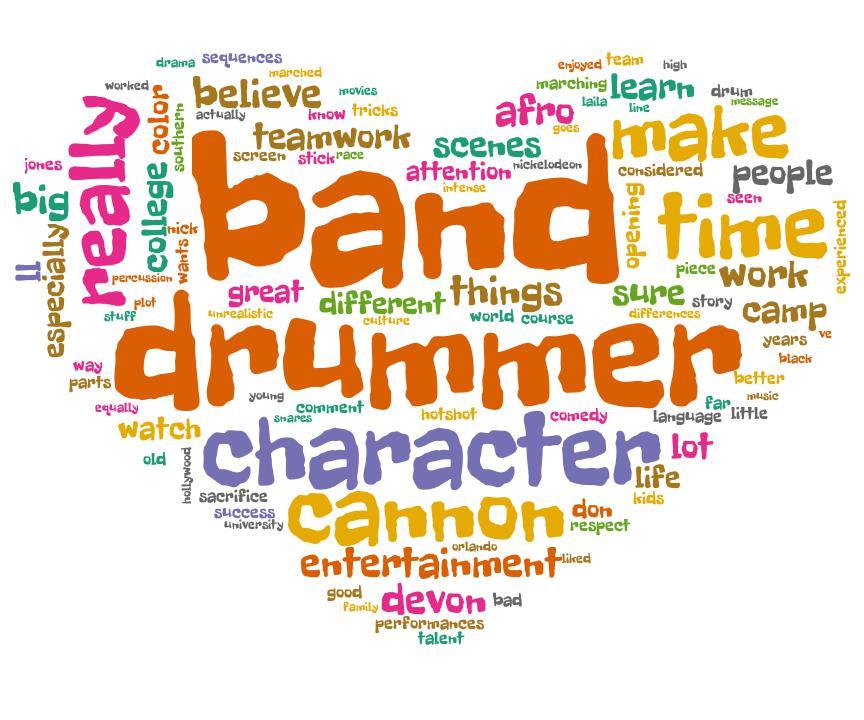 drama sequences
enjoyed team high
worked marched
believe movies marching learn drum
actually know tricks laila line message
afro
color southern teamwork goes make
really
screen stick race scenes
jones college attention nickelodeon considered people
intense
band
big seen
opening time experienced
nick
especially wants
ll percussion piece work
great different things sure story camp
plot
stuff unrealistic culture world course differences
drummer
years ve
way black
parts better
young music
equally comment hotshot comedy far
snares language little
watch character lot
old hollywood life
sacrifice cannon kids
success don
university respect
orlando
entertainment liked
good devon bad
family
performances
talent